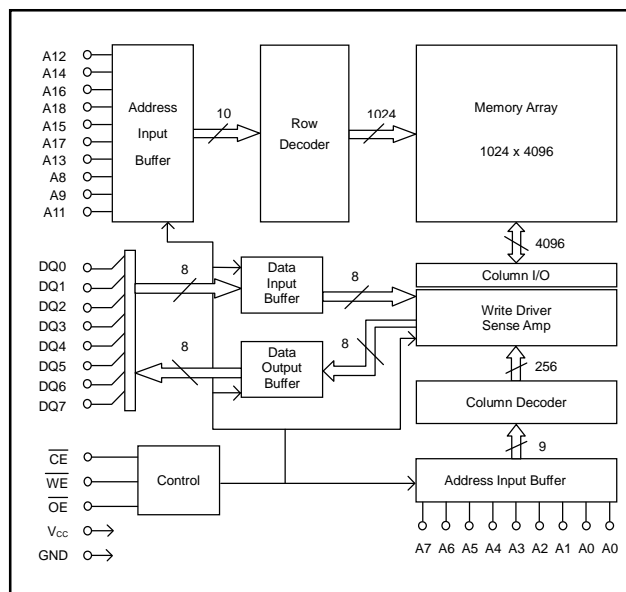 A12
A14
A16
A18
A15
A17
A13
A8
A9
A11
Address
Input
Buffer
10
Row
Decoder
1024
Memory Array
1024 x 4096
4096
DQ0
DQ1
DQ2
DQ3
DQ4
DQ5
DQ6
DQ7
8
Data
Input
Buffer
8
Column I/O
Write Driver
Sense Amp
8
Data
Output
Buffer
8
256
Column Decoder
9
CE
WE
OE
Control
Address Input Buffer
VCC
GND
A7 A6 A5 A4 A3 A2 A1 A0 A0